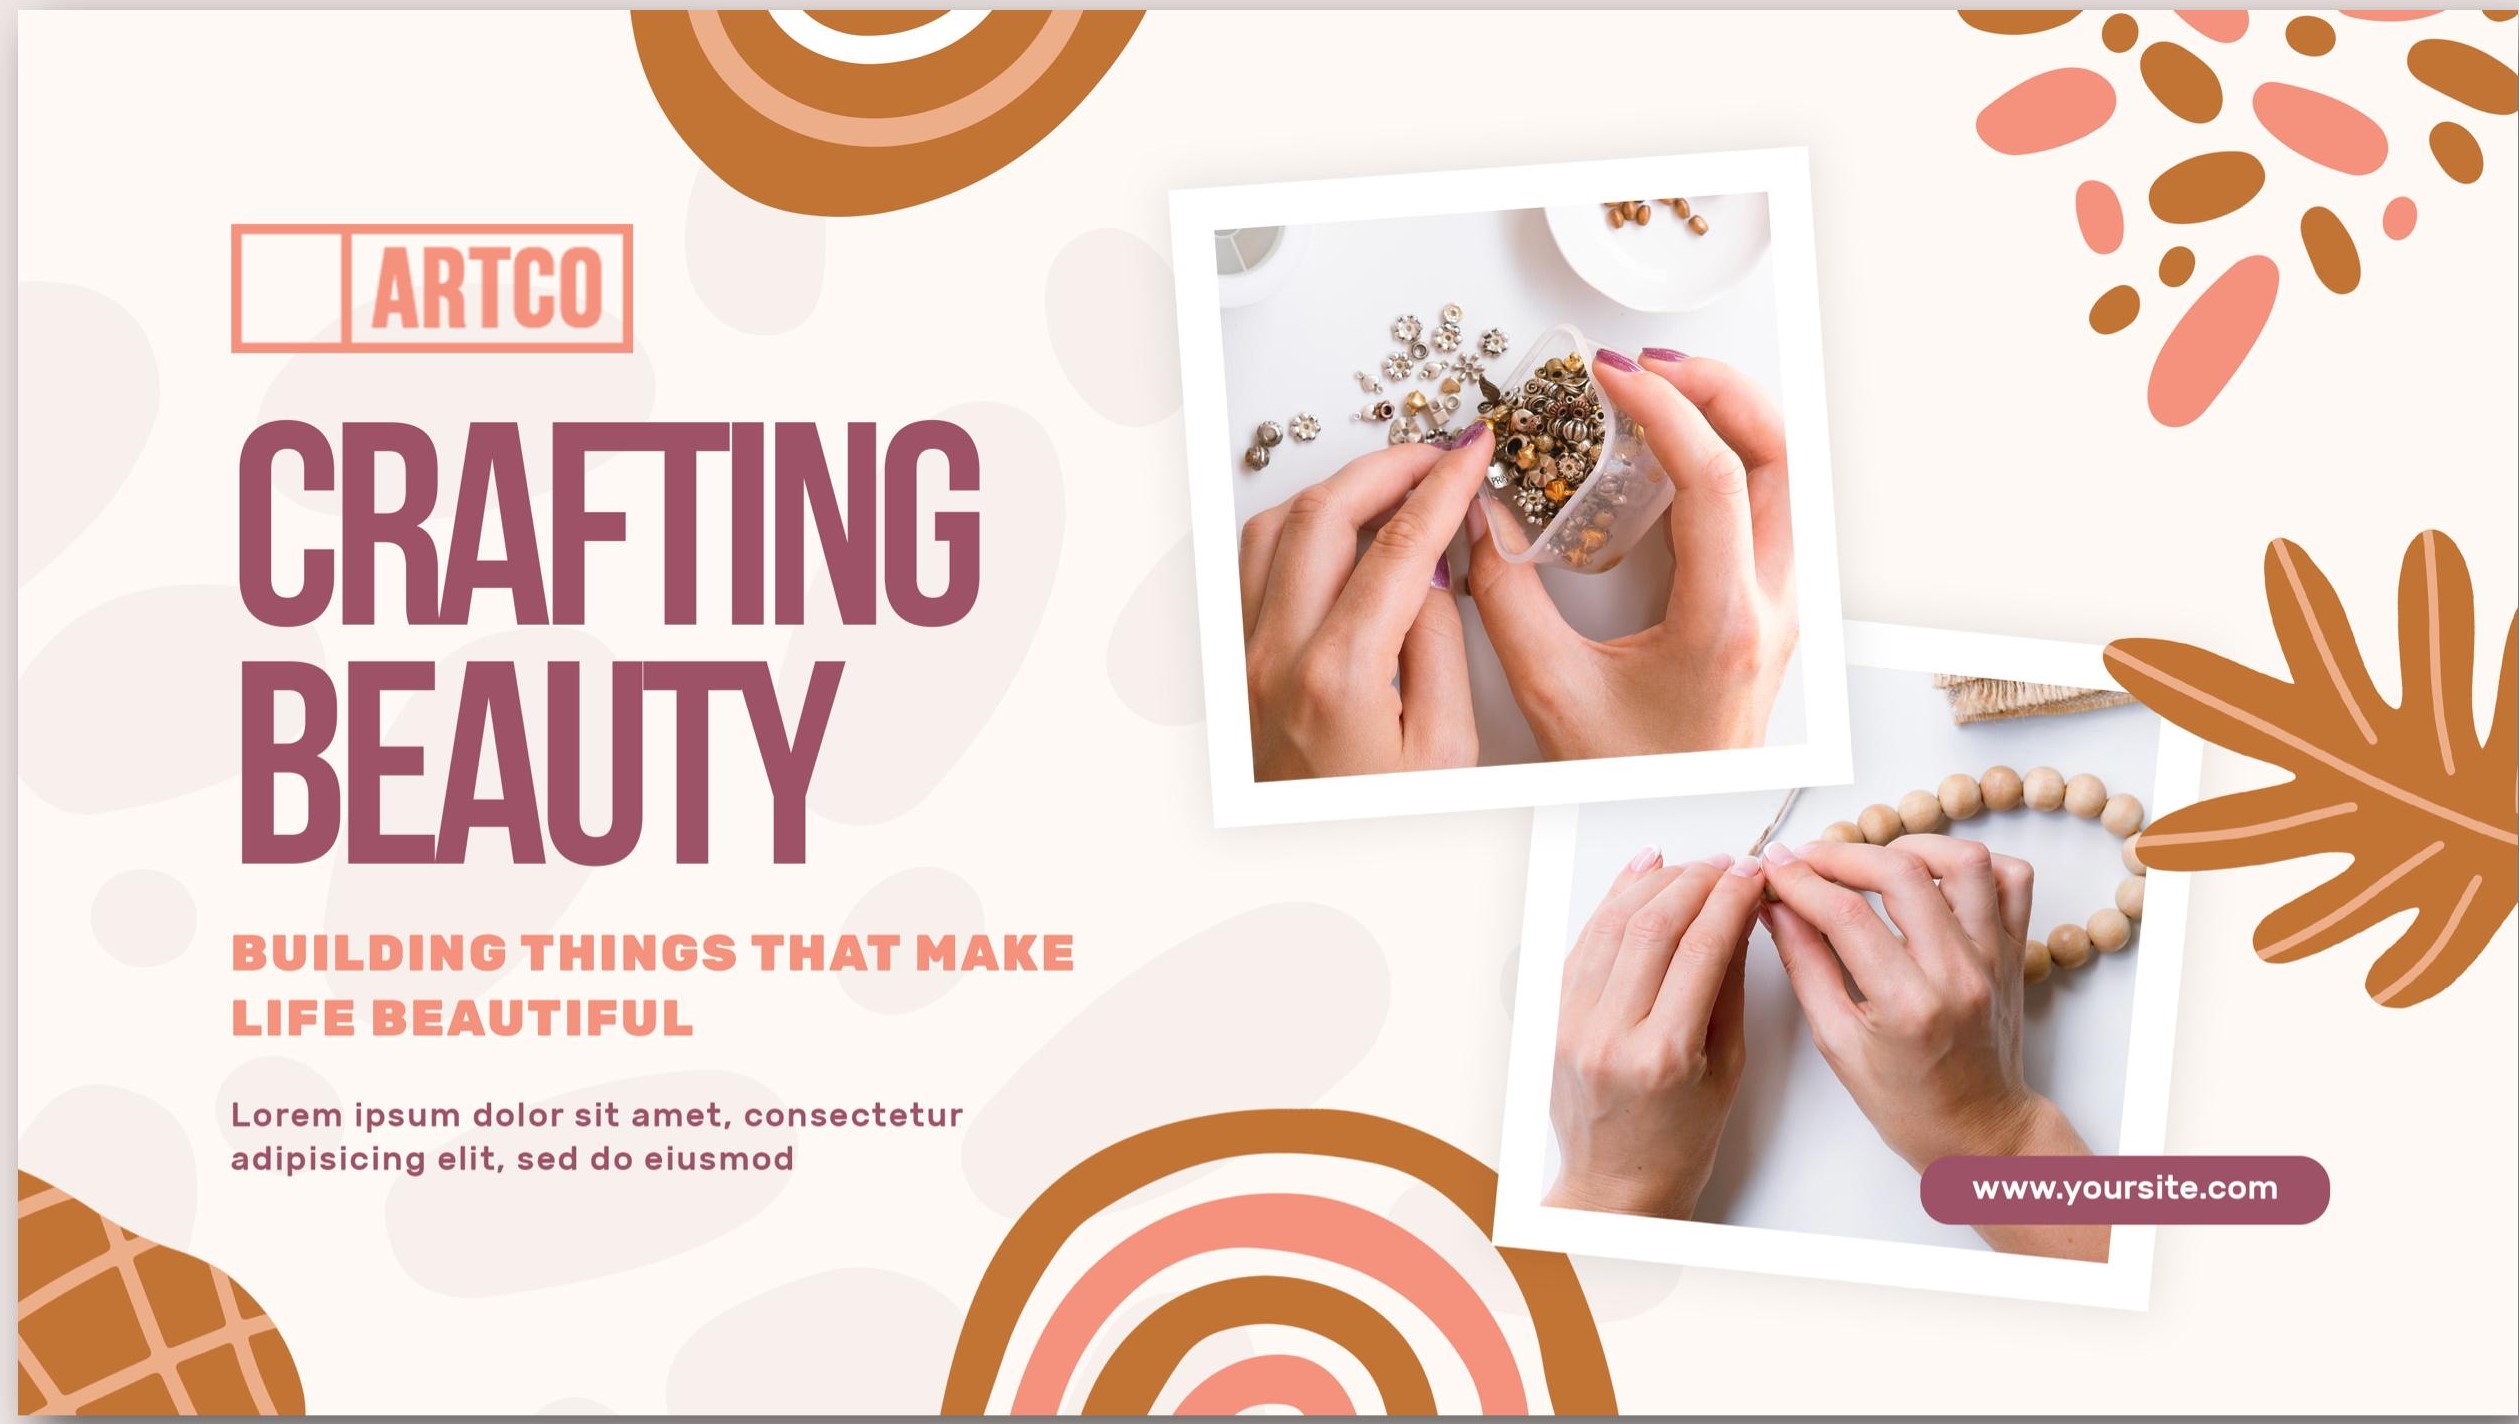 ARTCO
CRAFTING
BEAUTY
BUILDING THINGS THAT MAKE
LIFE BEAUTIFUL
Lorem ipsum dolor sit amet, consectetur
adipisicing elit, sed do eiusmod
www.yoursite.com